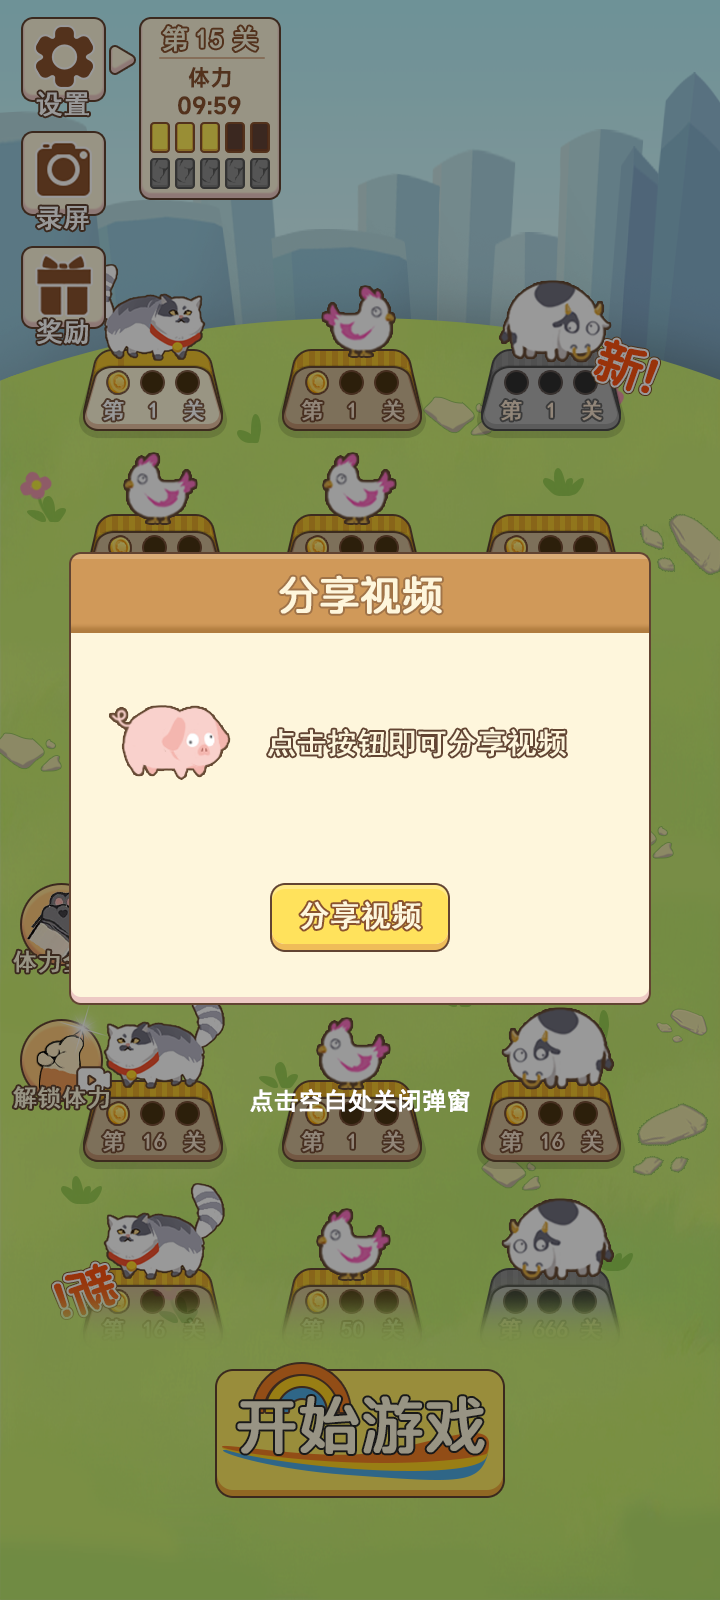 第 15 关
体力
09:59
设置
录屏
奖励
新!
第 1 关
第 1 关
第 1 关
分享视频
点击按钮即可分享视频
分享视频
体力
解锁体力
点击空白处关闭弹窗
第 16 关
第 1 关
第 16 关
新!
第 16 关
第 50 关
第 666 关
开始游戏